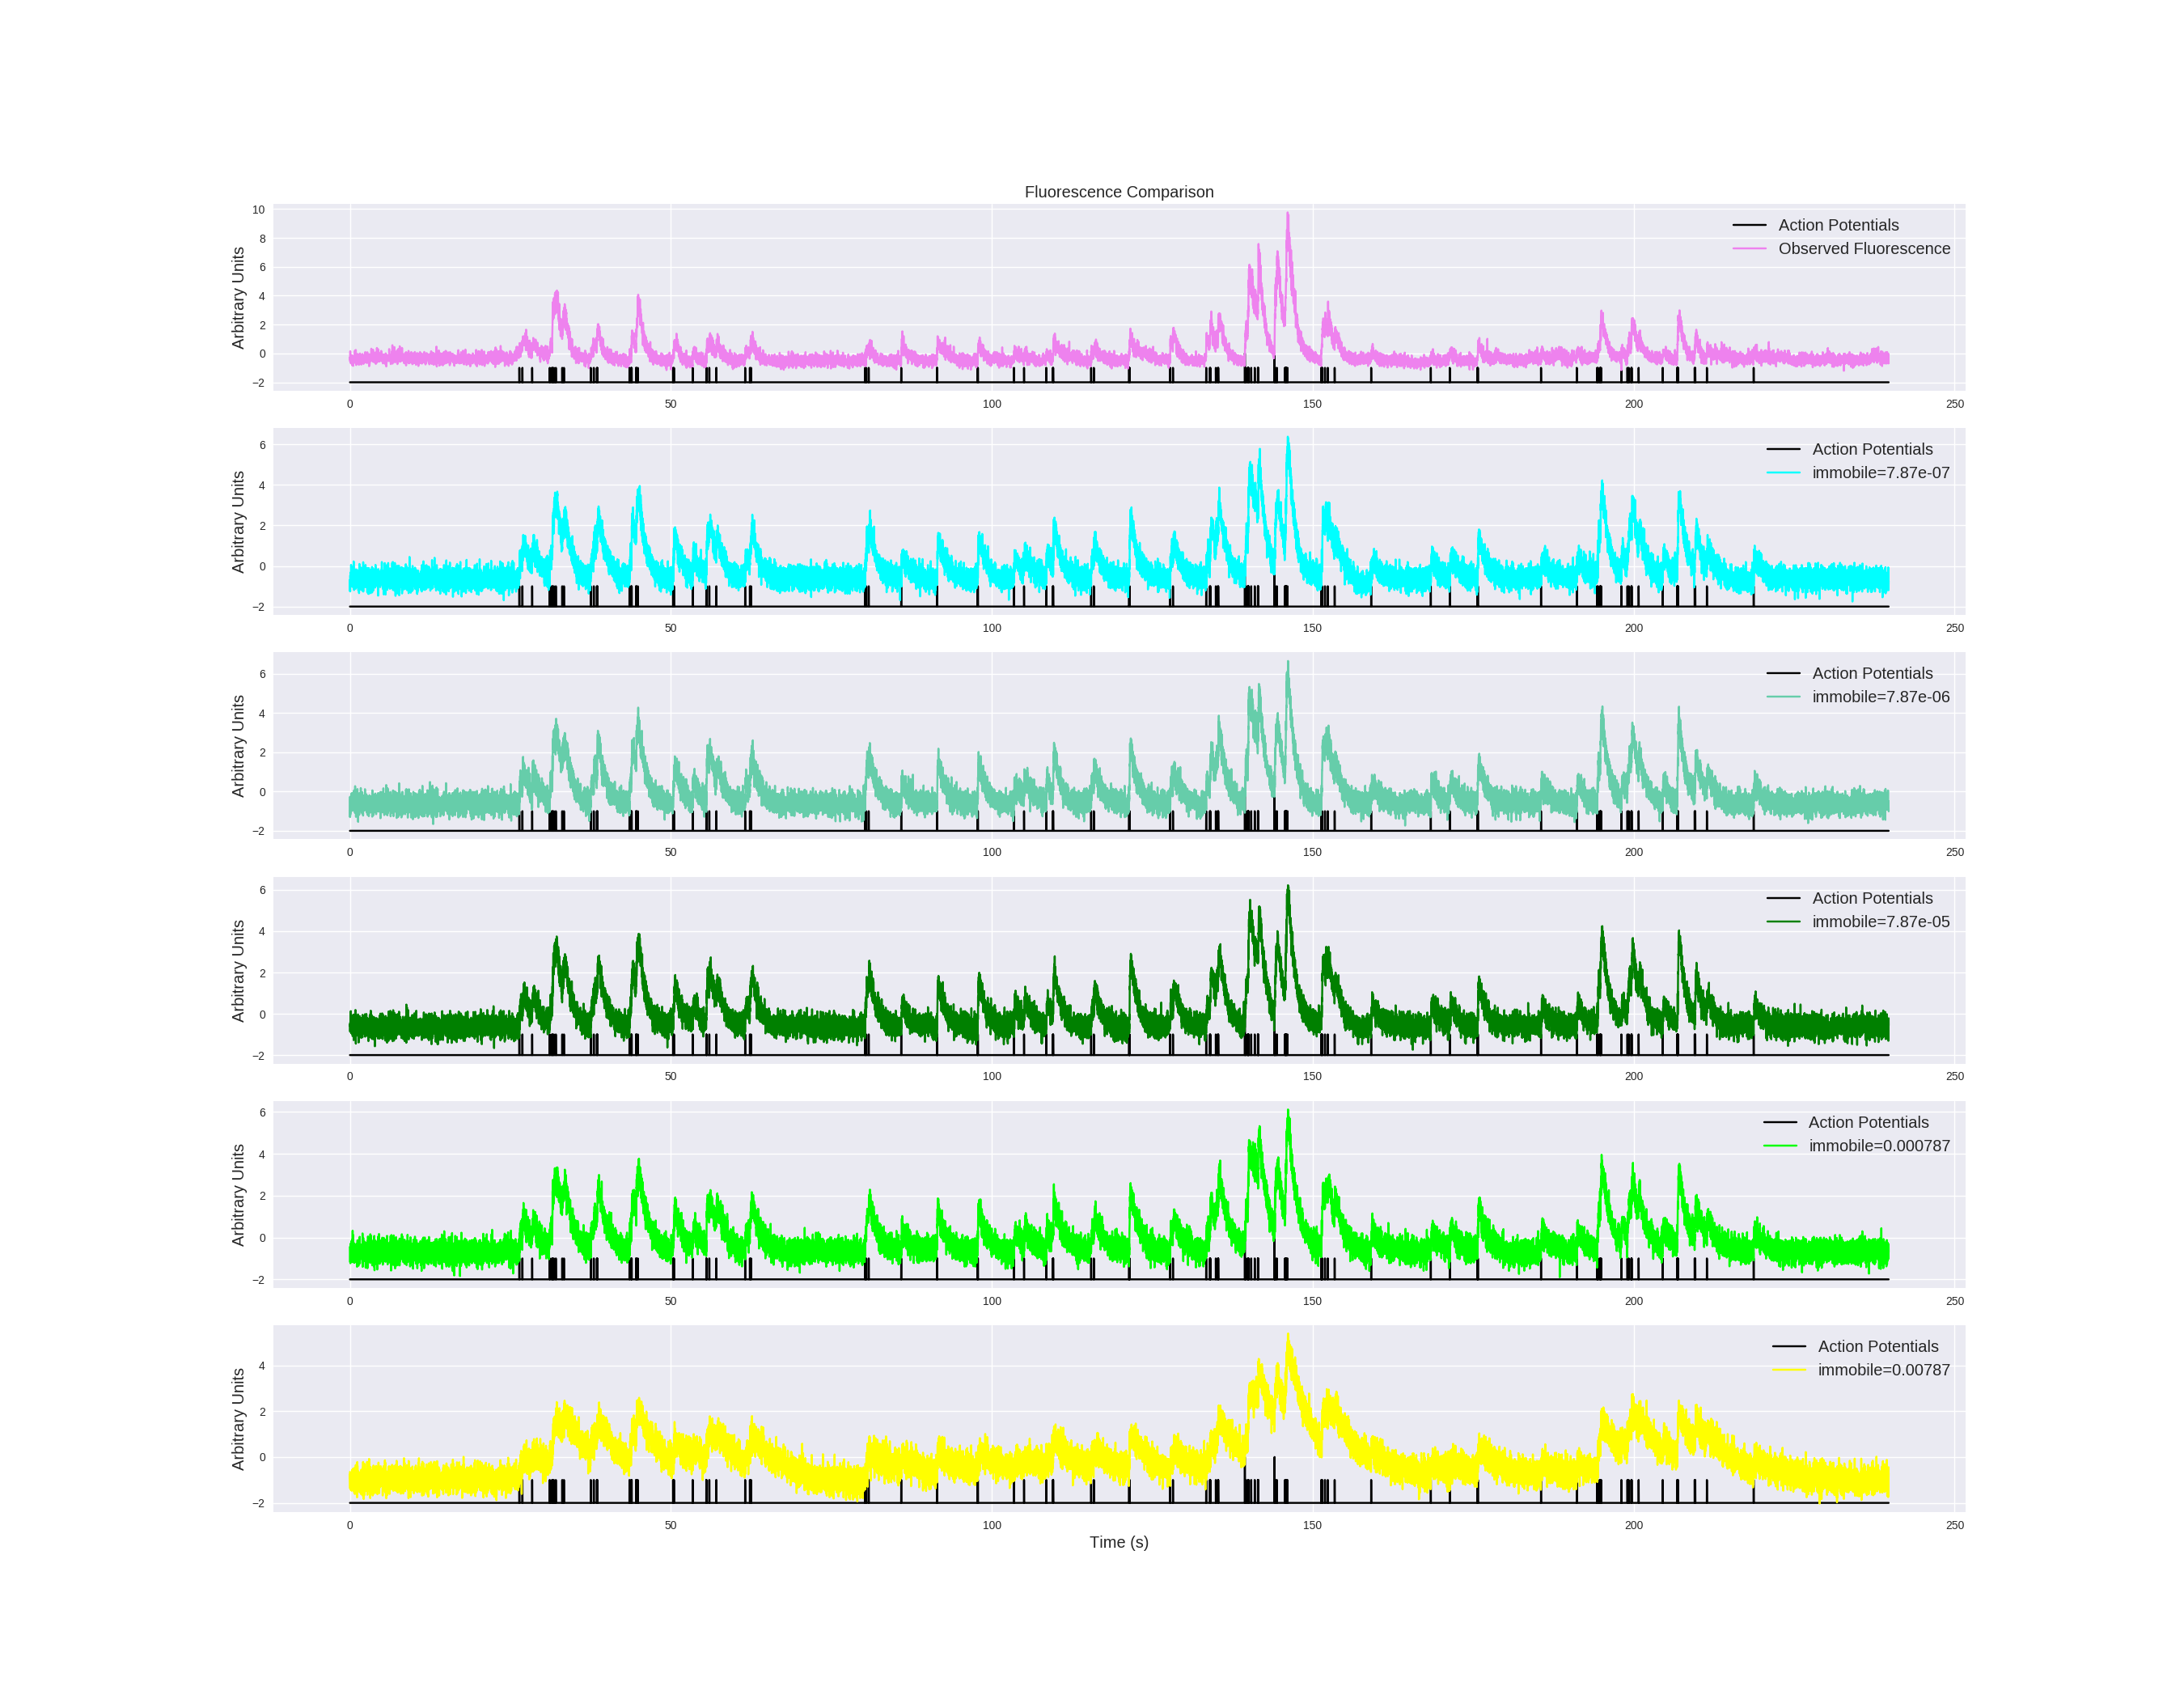 Fluorescence Comparison
Arbitrary Units
10
8
6
4
2
0
−2
Action Potentials
Observed Fluorescence
0 50 100 150 200 250
Arbitrary Units
6
4
2
0
−2
Action Potentials
immobile=7.87e-07
0 50 100 150 200 250
Arbitrary Units
6
4
2
0
−2
Action Potentials
immobile=7.87e-06
0 50 100 150 200 250
Arbitrary Units
6
4
2
0
−2
Action Potentials
immobile=7.87e-05
0 50 100 150 200 250
Arbitrary Units
6
4
2
0
−2
Action Potentials
immobile=0.000787
0 50 100 150 200 250
Arbitrary Units
4
2
0
−2
Action Potentials
immobile=0.00787
0 50 100 150 200 250
Time (s)